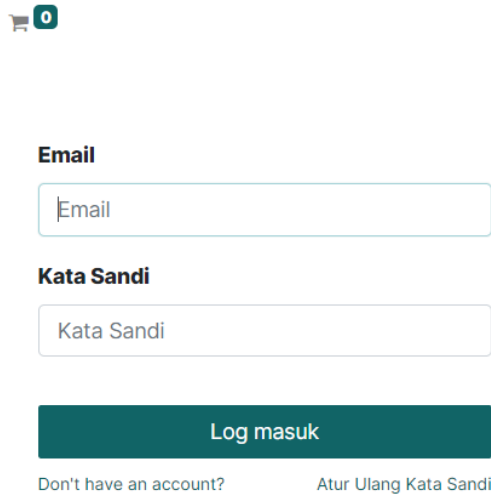 0
Email
Email
Kata Sandi
Kata Sandi
Log masuk
Don't have an account? Atur Ulang Kata Sandi